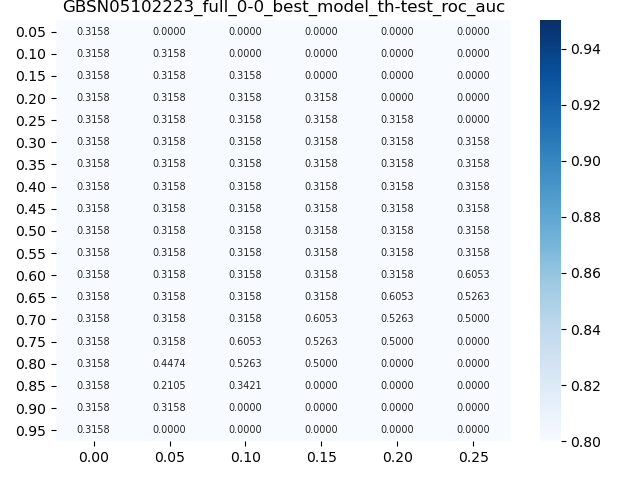 GBSN05102223_full_0-0_best_model_th-test_roc_auc
0.05 0.3158 0.0000 0.0000 0.0000 0.0000 0.0000
0.10 0.3158 0.3158 0.0000 0.0000 0.0000 0.0000
0.15 0.3158 0.3158 0.3158 0.0000 0.0000 0.0000
0.20 0.3158 0.3158 0.3158 0.3158 0.0000 0.0000
0.25 0.3158 0.3158 0.3158 0.3158 0.3158 0.0000
0.30 0.3158 0.3158 0.3158 0.3158 0.3158 0.3158
0.35 0.3158 0.3158 0.3158 0.3158 0.3158 0.3158
0.40 0.3158 0.3158 0.3158 0.3158 0.3158 0.3158
0.45 0.3158 0.3158 0.3158 0.3158 0.3158 0.3158
0.50 0.3158 0.3158 0.3158 0.3158 0.3158 0.3158
0.55 0.3158 0.3158 0.3158 0.3158 0.3158 0.3158
0.60 0.3158 0.3158 0.3158 0.3158 0.3158 0.6053
0.65 0.3158 0.3158 0.3158 0.3158 0.6053 0.5263
0.70 0.3158 0.3158 0.3158 0.6053 0.5263 0.5000
0.75 0.3158 0.3158 0.6053 0.5263 0.5000 0.0000
0.80 0.3158 0.4474 0.5263 0.5000 0.0000 0.0000
0.85 0.3158 0.2105 0.3421 0.0000 0.0000 0.0000
0.90 0.3158 0.3158 0.0000 0.0000 0.0000 0.0000
0.95 0.3158 0.0000 0.0000 0.0000 0.0000 0.0000
0.00 0.05 0.10 0.15 0.20 0.25
0.94
0.92
0.90
0.88
0.86
0.84
0.82
0.80